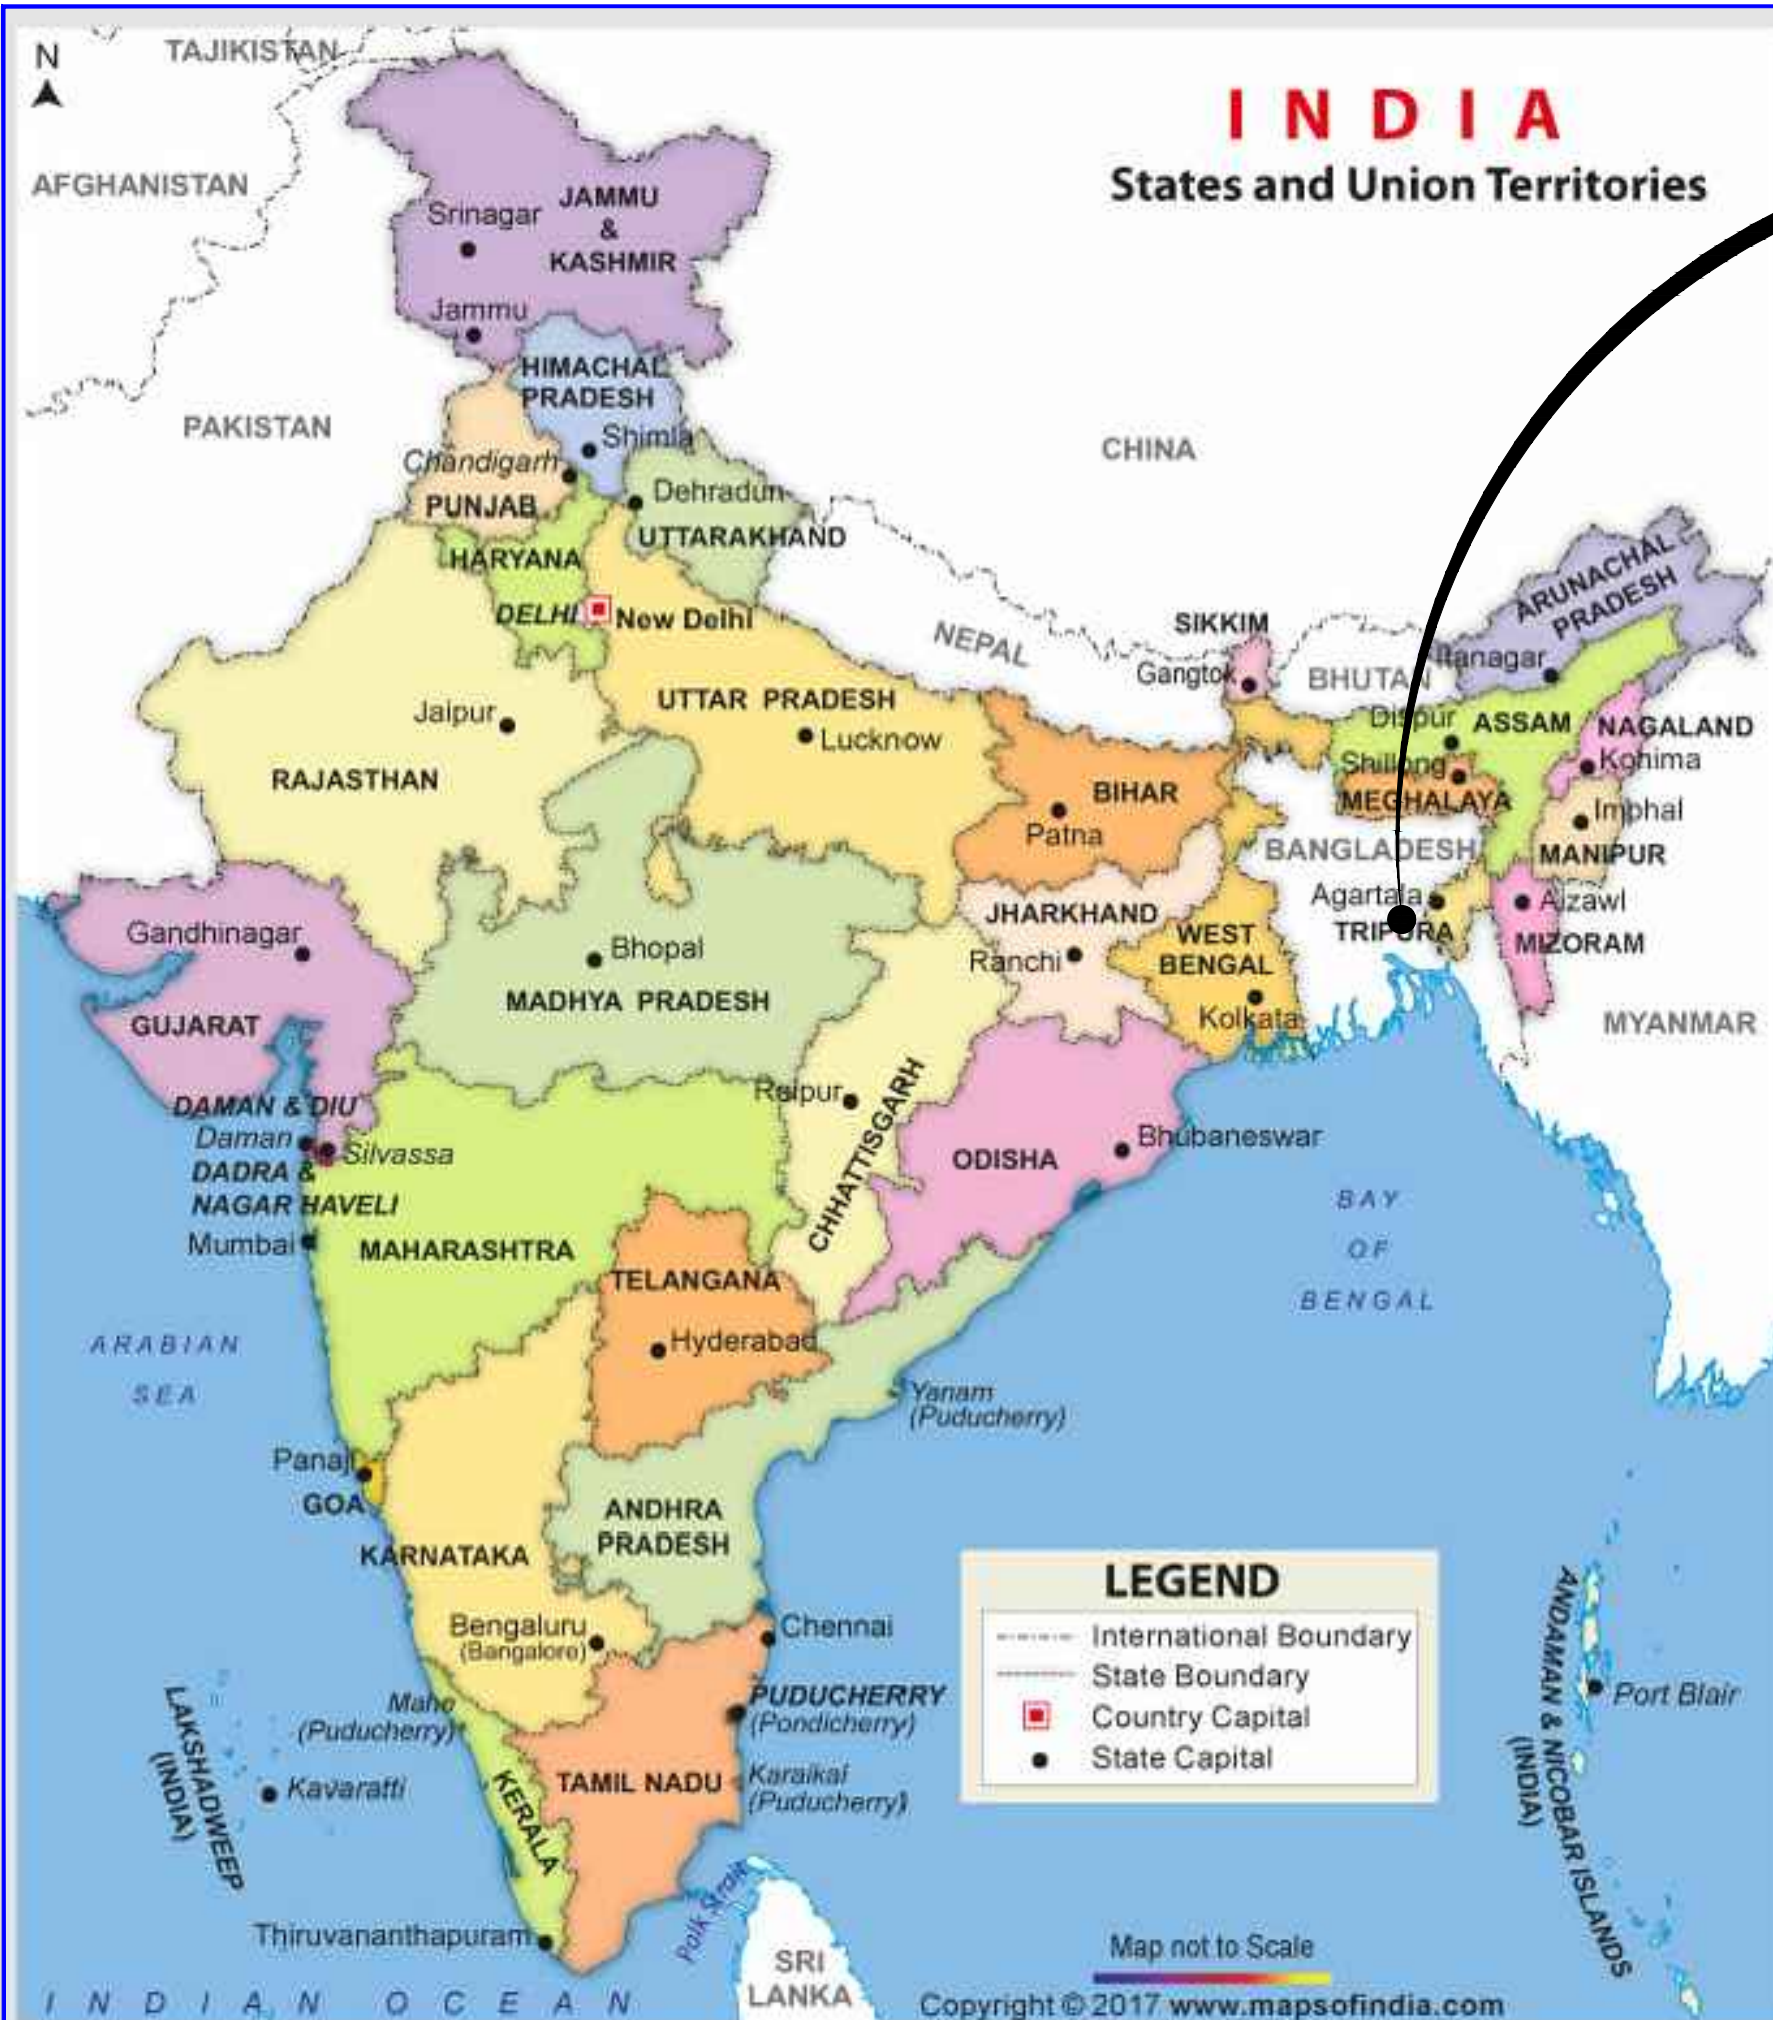 N
TAJIKISTAN
INDIA
States and Union Territories
AFGHANISTAN
JAMMU
&
KASHMIR
Srinagar
Jammu
HIMACHAL
PRADESH
PAKISTAN
Shimla
CHINA
Chandigarh
PUNJAB
Dehradun
UTTARAKHAND
HARYANA
ARUNACHAL
PRADESH
DELHI
New Delhi
SIKKIM
NEPAL
Gangtok
BHUTAN
Itanagar
UTTAR PRADESH
Jaipur
Lucknow
Dispur
ASSAM
NAGALAND
RAJASTHAN
Shillong
Kohima
BIHAR
MEGHALAYA
Imphal
Patna
BANGLADESH
MANIPUR
Agartala
Aizawl
JHARKHAND
TRIPURA
MIZORAM
Gandhinagar
Bhopal
WEST
BENGAL
Ranchi
MADHYA PRADESH
Kolkata
GUJARAT
MYANMAR
Raipur
DAMAN & DIU
Daman
Silvassa
CHHATTISGARH
Bhubaneswar
ODISHA
DADRA &
NAGAR HAVELI
Mumbai
MAHARASHTRA
BAY
OF
BENGAL
TELANGANA
Hyderabad
ARABIAN
SEA
Yanam
(Puducherry)
Panaji
GOA
ANDHRA
PRADESH
KARNATAKA
LEGEND
International Boundary
State Boundary
Country Capital
State Capital
Bengaluru
(Bangalore)
Chennai
ANDAMAN & NICOBAR ISLANDS
(INDIA)
Port Blair
Mahe
(Puducherry)
PUDUCHERRY
(Pondicherry)
LAKSHADWEEP
(INDIA)
Kavaratti
KERALA
TAMIL NADU
Karaikal
(Puducherry)
Thiruvananthapuram
Palk Strait
SRI
LANKA
INDIAN OCEAN
Map not to Scale
Copyright © 2017 www.mapsofindia.com